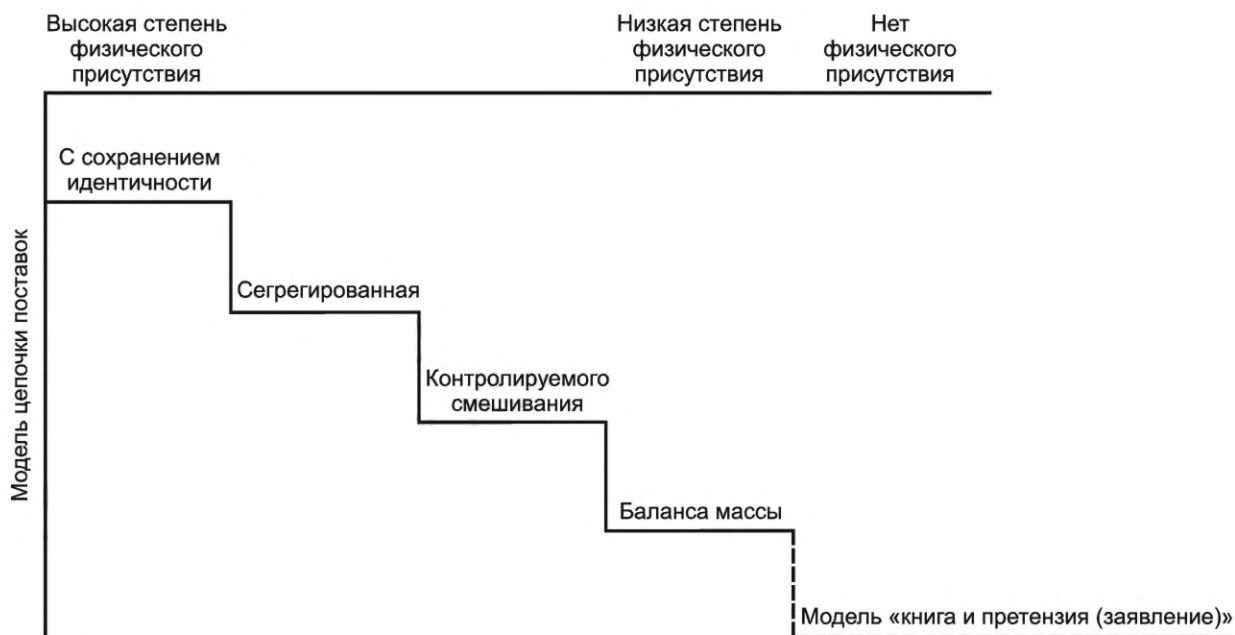 Высокая степень
физического
присутствия
Низкая степень
физического
присутствия
Нет
физического
присутствия
Модель цепочки поставок
С сохранением
идентичности
Сегрегированная
Контролируемого
смешивания
Баланса массы
Модель «книга и претензия (заявление)»